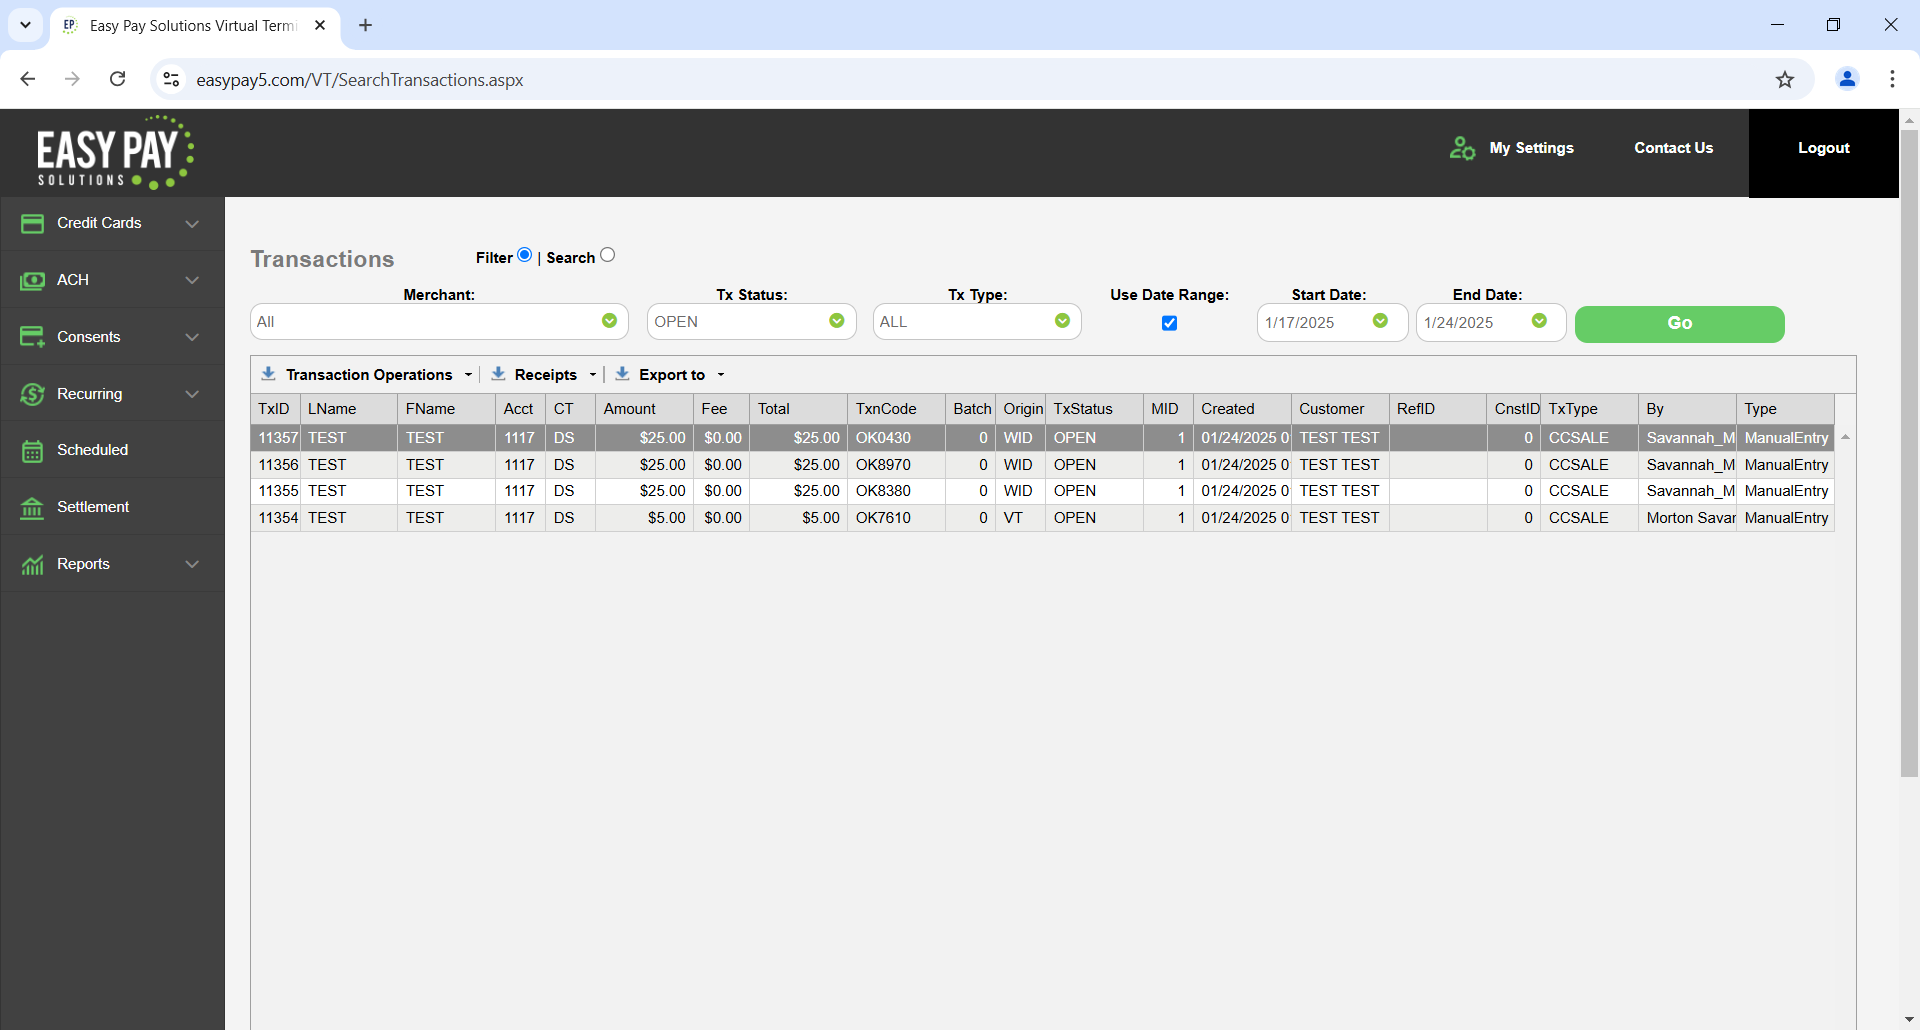 Easy Pay Solutions Virtual Termi
easypay5.com/VT/SearchTransactions.aspx
EASY PAY
SOLUTIONS
My Settings
Contact Us
Logout
Credit Cards
ACH
Consents
Recurring
Scheduled
Settlement
Reports
Transactions
Filter | Search
Merchant: Tx Status: Tx Type: Use Date Range: Start Date: End Date:
All OPEN ALL 1/17/2025 1/24/2025 Go
Transaction Operations | Receipts | Export to
TxID LName FName Acct CT Amount Fee Total TxnCode Batch Origin TxStatus MID Created Customer RefID CnstID TxType By Type
11357 TEST TEST 1117 DS $25.00 $0.00 $25.00 OK0430 0 WID OPEN 1 01/24/2025 0 TEST TEST 0 CCSALE Savannah_M ManualEntry
11356 TEST TEST 1117 DS $25.00 $0.00 $25.00 OK8970 0 WID OPEN 1 01/24/2025 0 TEST TEST 0 CCSALE Savannah_M ManualEntry
11355 TEST TEST 1117 DS $25.00 $0.00 $25.00 OK8380 0 WID OPEN 1 01/24/2025 0 TEST TEST 0 CCSALE Savannah_M ManualEntry
11354 TEST TEST 1117 DS $5.00 $0.00 $5.00 OK7610 0 VT OPEN 1 01/24/2025 0 TEST TEST 0 CCSALE Morton Savar ManualEntry